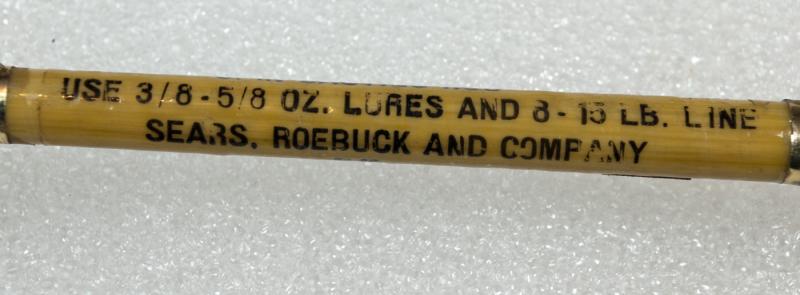 USE 3/8 - 5/8 OZ. LURES AND 8 - 15 LB. LINE
SEARS, ROEBUCK AND COMPANY